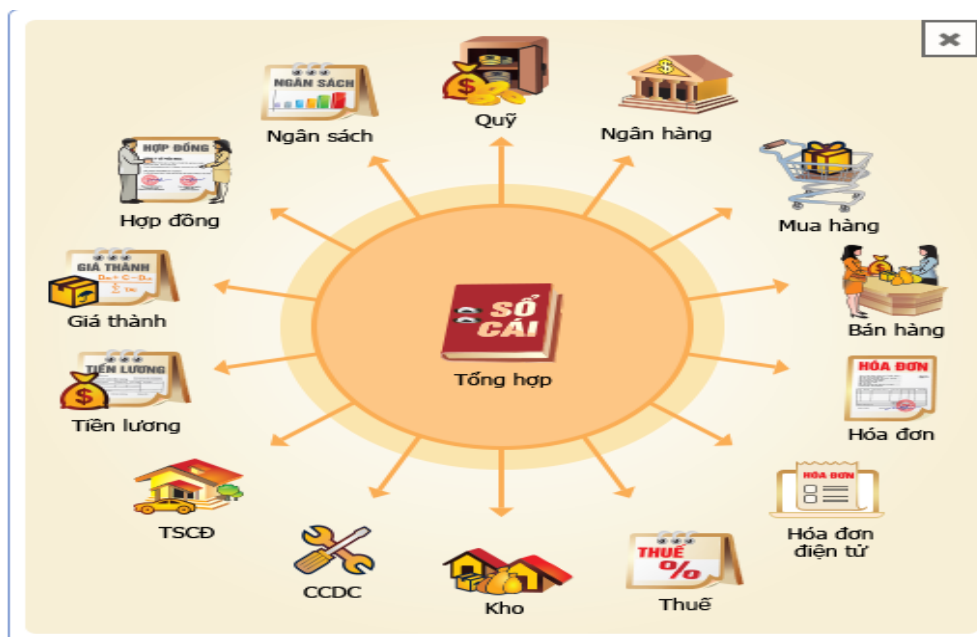 NGÂN SÁCH
Ngân sách
Quỹ
Ngân hàng
Mua hàng
Bán hàng
HÓA ĐƠN
Hóa đơn
HÓA ĐƠN
Hóa đơn
điện tử
THUẾ
%
Thuế
Kho
CCDC
TSCĐ
TIỀN LƯƠNG
Tiền lương
GIÁ THÀNH
Giá thành
HỢP ĐỒNG
Hợp đồng
SỔ
CÁI
Tổng hợp